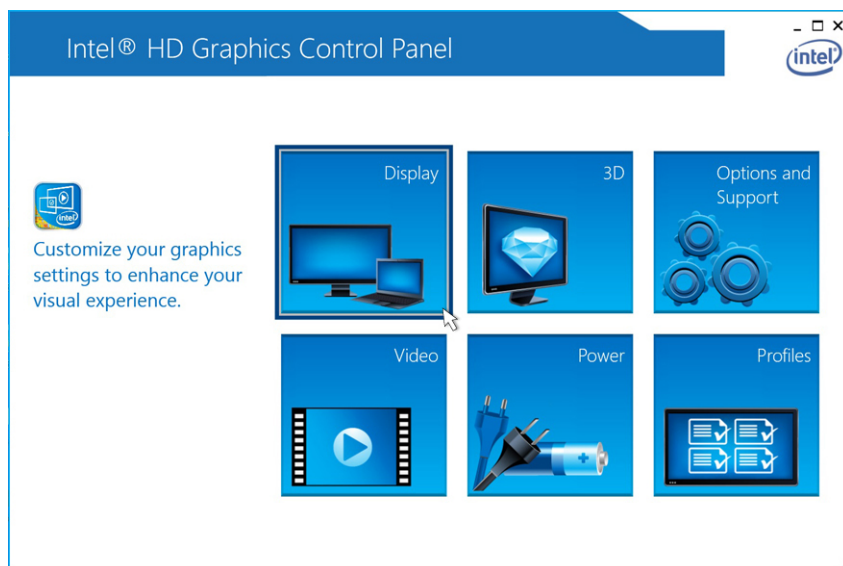 Intel® HD Graphics Control Panel
intel
Display
3D
Options and
Support
intel
Customize your graphics
settings to enhance your
visual experience.
Video
Power
Profiles